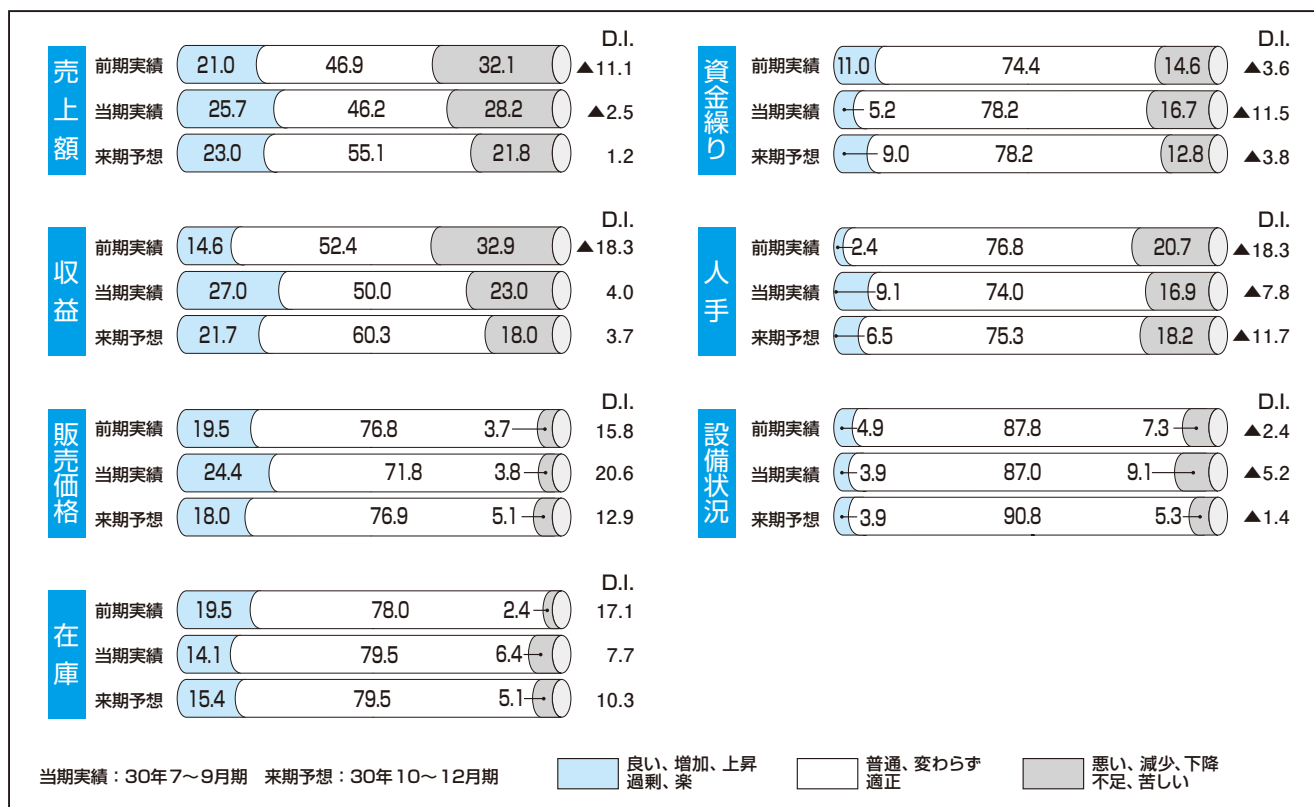 売上額
D.I.
前期実績 21.0 46.9 32.1 ▲11.1
当期実績 25.7 46.2 28.2 ▲2.5
来期予想 23.0 55.1 21.8 1.2
収益
D.I.
前期実績 14.6 52.4 32.9 ▲18.3
当期実績 27.0 50.0 23.0 4.0
来期予想 21.7 60.3 18.0 3.7
販売価格
D.I.
前期実績 19.5 76.8 3.7 15.8
当期実績 24.4 71.8 3.8 20.6
来期予想 18.0 76.9 5.1 12.9
在庫
D.I.
前期実績 19.5 78.0 2.4 17.1
当期実績 14.1 79.5 6.4 7.7
来期予想 15.4 79.5 5.1 10.3
資金繰り
D.I.
前期実績 11.0 74.4 14.6 ▲3.6
当期実績 5.2 78.2 16.7 ▲11.5
来期予想 9.0 78.2 12.8 ▲3.8
人手
D.I.
前期実績 2.4 76.8 20.7 ▲18.3
当期実績 9.1 74.0 16.9 ▲7.8
来期予想 6.5 75.3 18.2 ▲11.7
設備状況
D.I.
前期実績 4.9 87.8 7.3 ▲2.4
当期実績 3.9 87.0 9.1 ▲5.2
来期予想 3.9 90.8 5.3 ▲1.4
当期実績：30年7～9月期 来期予想：30年10～12月期
良い、増加、上昇
過剰、楽
普通、変わらず
適正
悪い、減少、下降
不足、苦しい